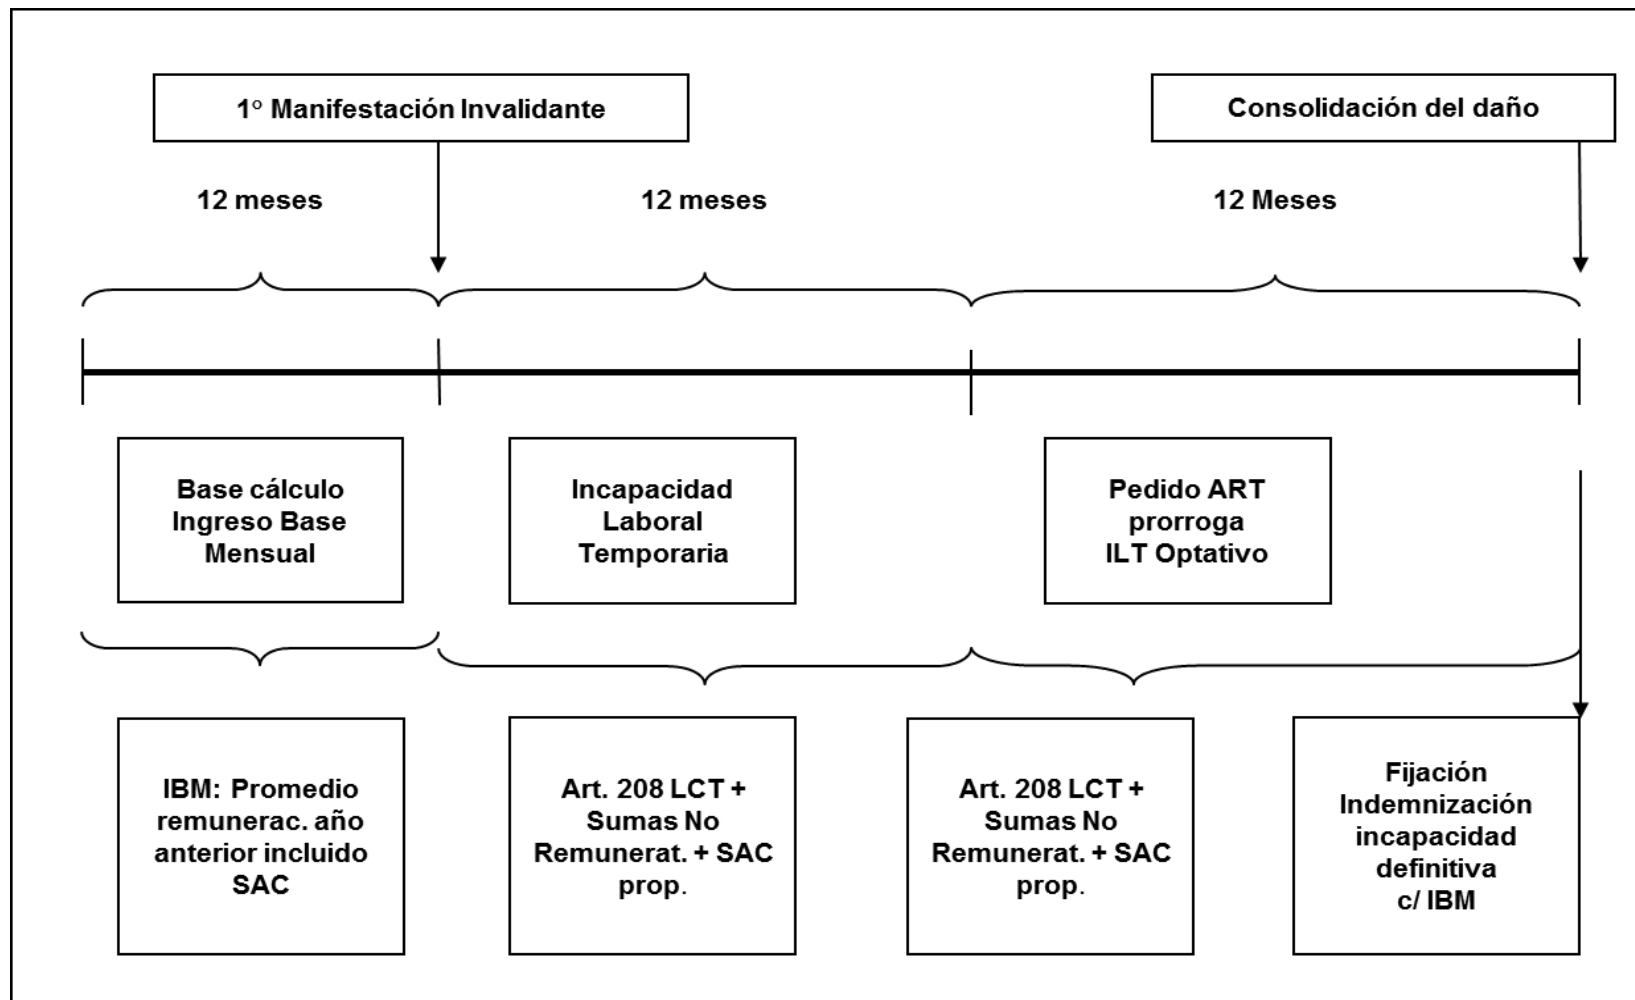 1° Manifestación Invalidante
Consolidación del daño
12 meses
12 meses
12 Meses
Base cálculo
Ingreso Base
Mensual
Incapacidad
Laboral
Temporaria
Pedido ART
prorroga
ILT Optativo
IBM: Promedio
remunerac. año
anterior incluido
SAC
Art. 208 LCT +
Sumas No
Remunerat. + SAC
prop.
Art. 208 LCT +
Sumas No
Remunerat. + SAC
prop.
Fijación
Indemnización
incapacidad
definitiva
c/ IBM